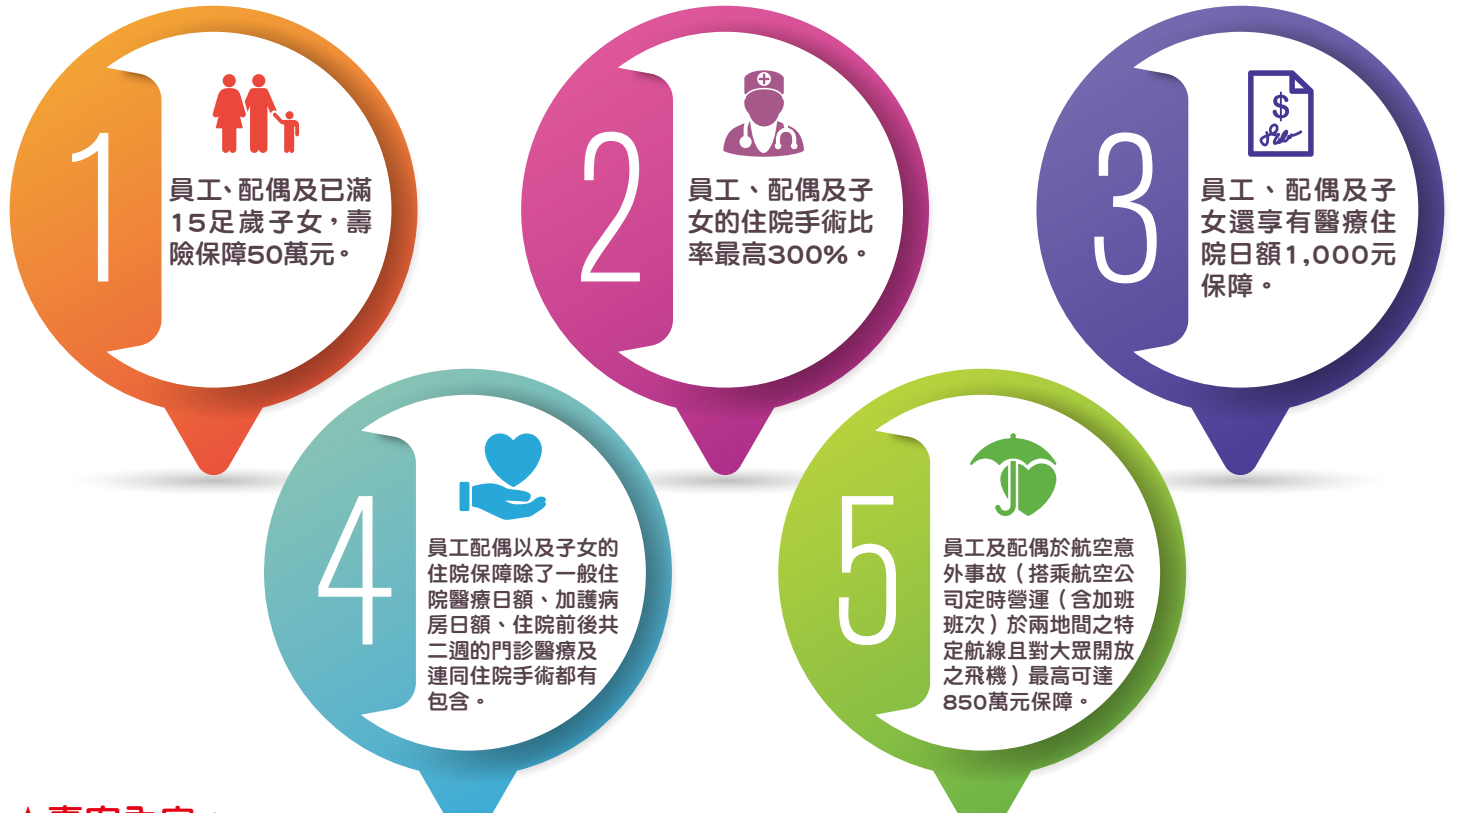 1
員工、配偶及已滿
15足歲子女，壽
險保障50萬元。
2
員工、配偶及子
女的住院手術比
率最高300%。
3
$
員工、配偶及子
女還享有醫療住
院日額1,000元
保障。
4
員工配偶以及子女的
住院保障除了一般住
院醫療日額、加護病
房日額、住院前後共
二週的門診醫療及
連同住院手術都有
包含。
5
員工及配偶於航空意
外事故（搭乘航空公
司定時營運（含加班
班次）於兩地間之特
定航線且對大眾開放
之飛機）最高可達
850萬元保障。